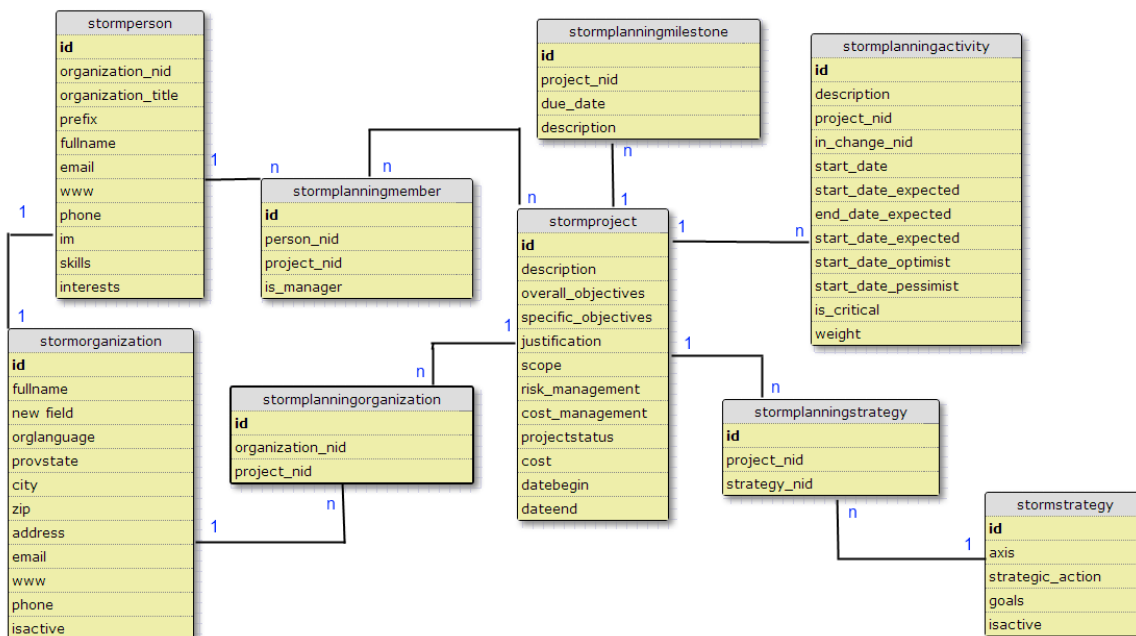 stormperson
id
organization_nid
organization_title
prefix
fullname
email
www
phone
im
skills
interests
1
n
1
1
stormplanningmember
id
person_nid
project_nid
is_manager
n
n
stormplanningmilestone
id
project_nid
due_date
description
n
1
stormplanningactivity
id
description
project_nid
in_change_nid
start_date
start_date_expected
end_date_expected
start_date_expected
start_date_optimist
start_date_pessimist
is_critical
weight
1
n
stormproject
id
description
overall_objectives
specific_objectives
justification
scope
risk_management
cost_management
projectstatus
cost
datebegin
dateend
1
n
1
n
stormorganization
id
fullname
new field
orglanguage
provstate
city
zip
address
email
www
phone
isactive
1
n
stormplanningorganization
id
organization_nid
project_nid
stormplanningstrategy
id
project_nid
strategy_nid
n
1
stormstrategy
id
axis
strategic_action
goals
isactive